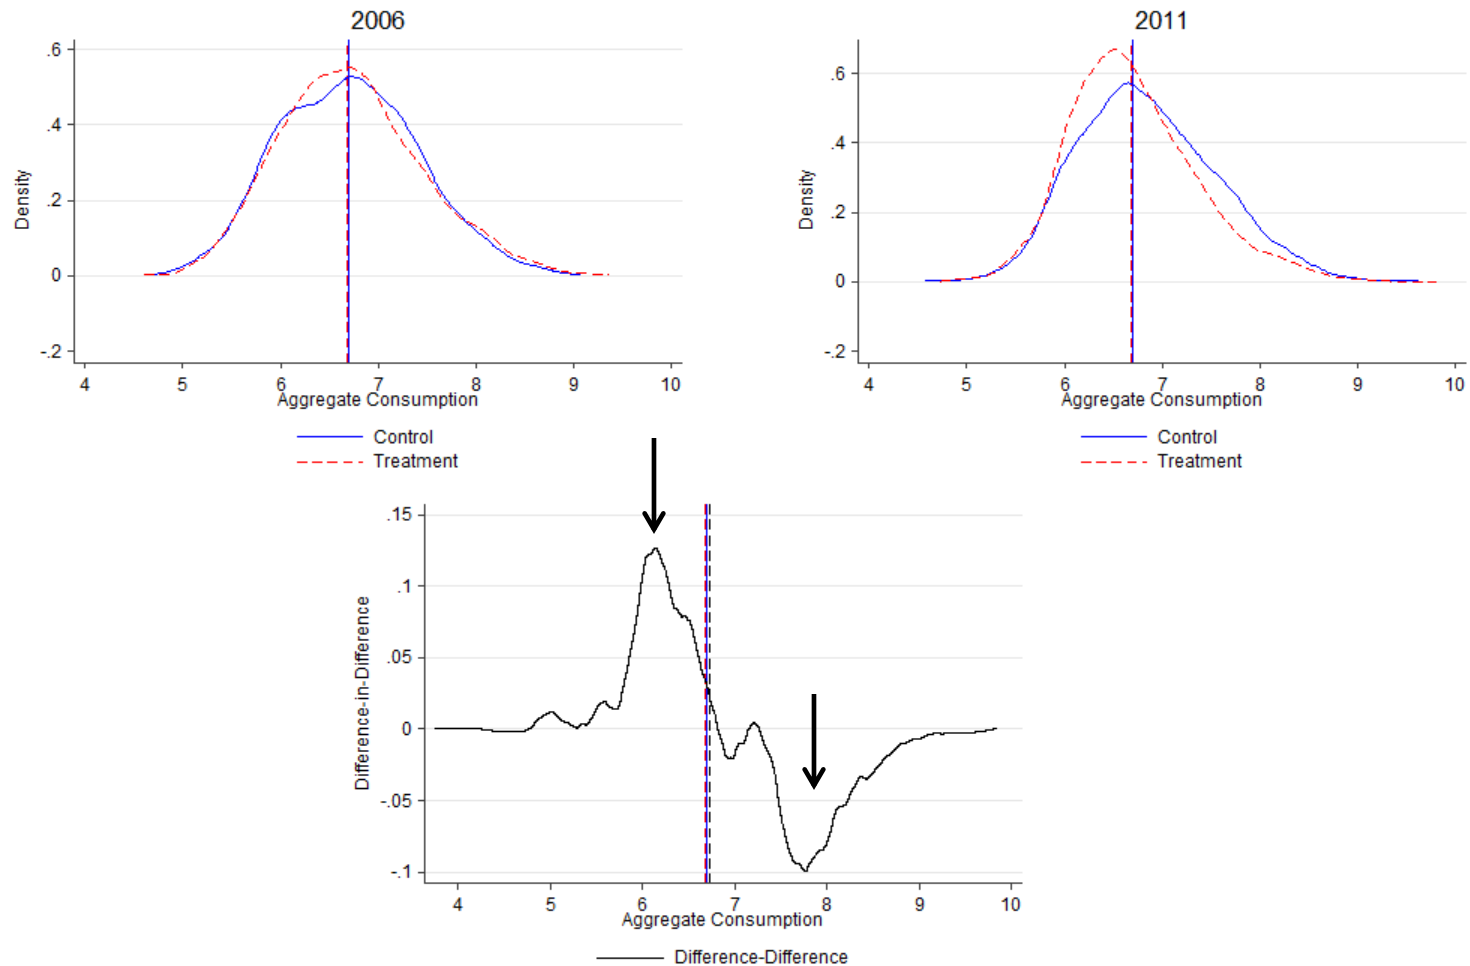 2006
.6
.4
.2
0
-.2
Density
4 5 6 7 8 9 10
Aggregate Consumption
Control
Treatment
2011
.6
.4
.2
0
-.2
Density
4 5 6 7 8 9 10
Aggregate Consumption
Control
Treatment
.15
.1
.05
0
-.05
-.1
Difference-in-Difference
4 5 6 7 8 9 10
Aggregate Consumption
Difference-Difference